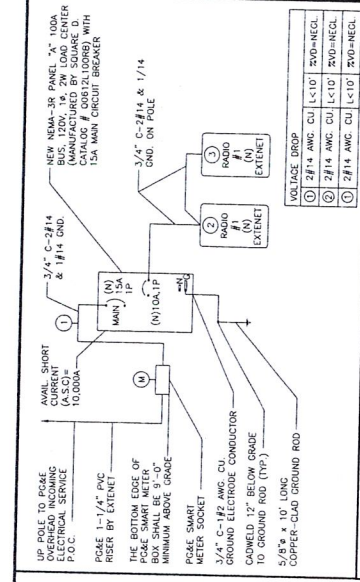 UP POLE TO PG&E
OVERHEAD INCOMING
ELECTRICAL SERVICE
P.O.C.
PG&E 1-1/4" PVC
RISER BY EXTENET
THE BOTTOM EDGE OF
PG&E SMART METER
BOX SHALL BE 9'-0"
MINIMUM ABOVE GRADE
PG&E SMART
METER SOCKET
3/4" C-1#2 AWG. CU.
GROUND ELECTRODE CONDUCTOR
CADWELD 12" BELOW GRADE
TO GROUND ROD (TYP.)
5/8"ø x 10' LONG
COPPER-CLAD GROUND ROD
AVAIL. SHORT
CURRENT
(A.S.C)=
10,000A
M
1
3/4" C-2#14
& 1#14 GND.
(N)
15A
1P
MAIN
(N)10A,1P
N
G
NEW NEMA-3R PANEL "A" 100A
BUS, 120V, 1ø, 2W LOAD CENTER
(MANUFACTURED BY SQUARE D.
CATALOG # QO612L100RB) WITH
15A MAIN CIRCUIT BREAKER
3/4" C-2#14 & 1/14
GND. ON POLE
2
RADIO
#1
(N)
EXTENET
3
RADIO
#1
(N)
EXTENET
VOLTAGE DROP
1 2#14 AWG. CU L<10' %VD=NEGL.
2 2#14 AWG. CU L<10' %VD=NEGL.
1 2#14 AWG. CU L<10' %VD=NEGL.